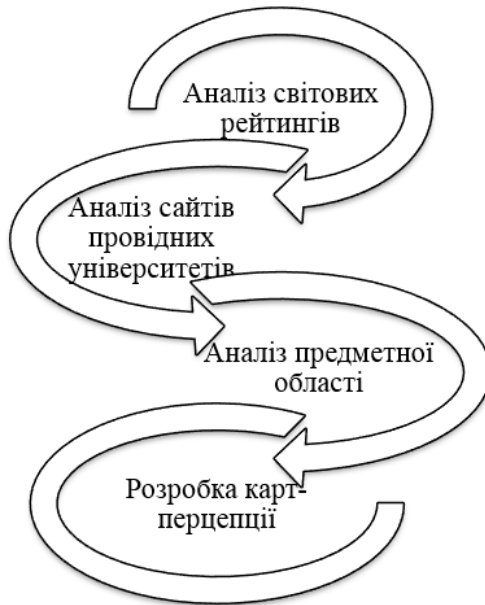 Аналіз світових
рейтингів
Аналіз сайтів
провідних
університетів
Аналіз предметної
області
Розробка карт-
перцепції